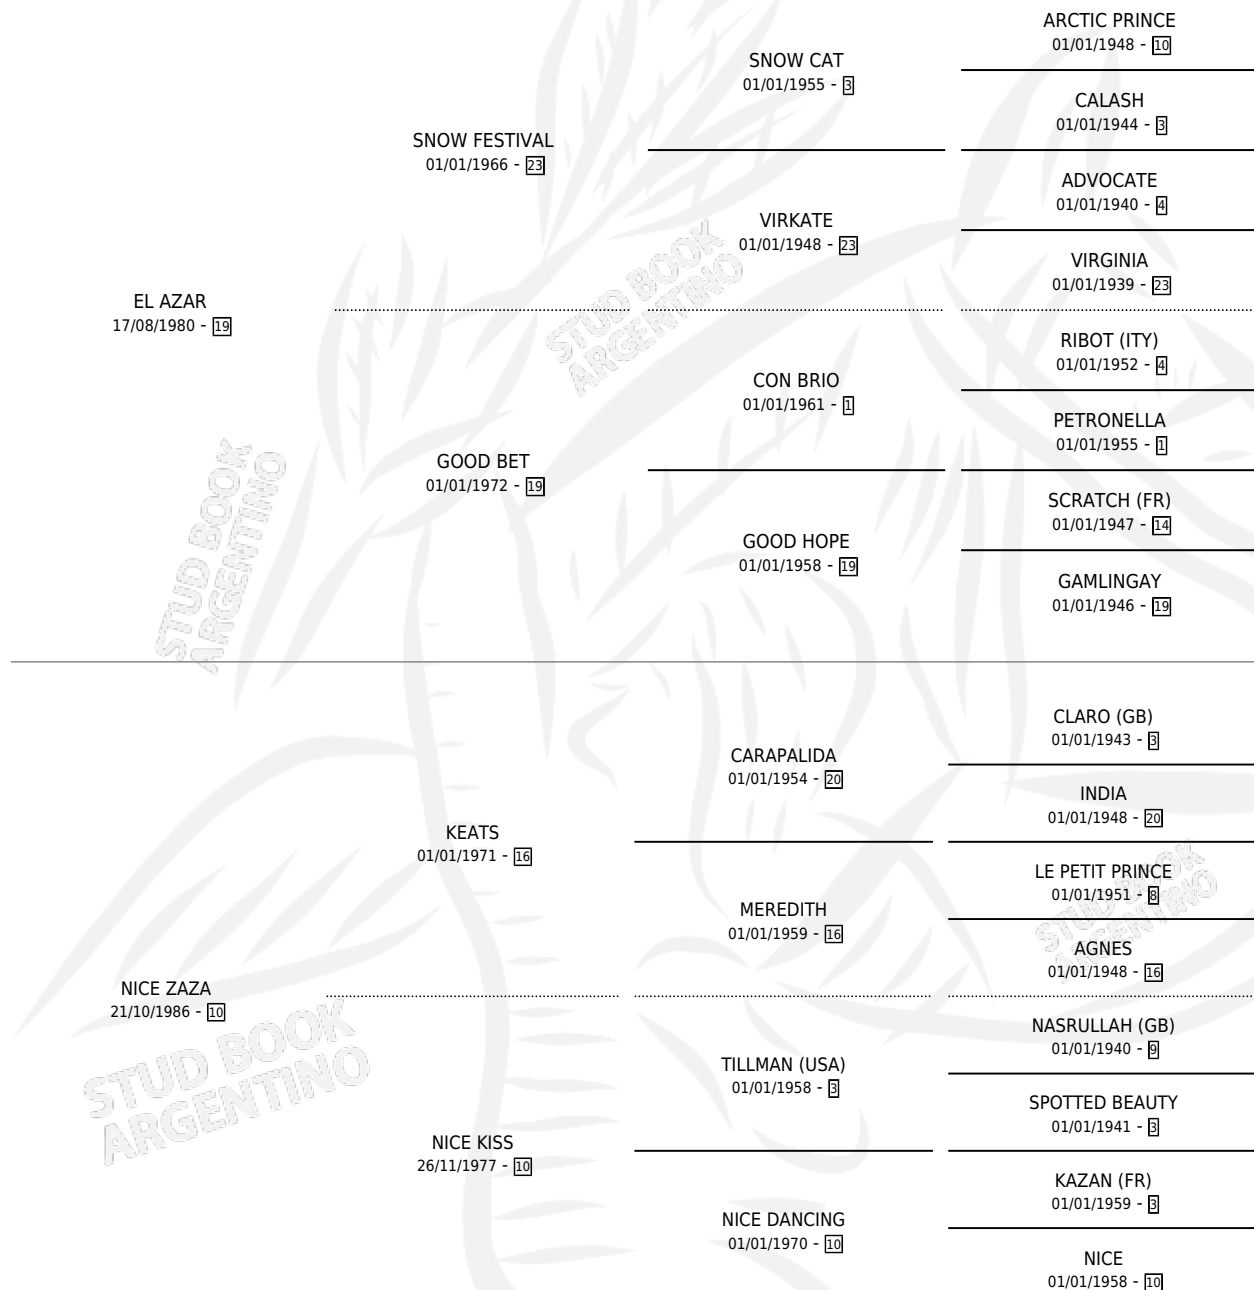 ARCTIC PRINCE
01/01/1948 - 10
SNOW CAT
01/01/1955 - 3
CALASH
01/01/1944 - 3
SNOW FESTIVAL
01/01/1966 - 23
ADVOCATE
01/01/1940 - 4
VIRKATE
01/01/1948 - 23
VIRGINIA
01/01/1939 - 23
EL AZAR
17/08/1980 - 19
RIBOT (ITY)
01/01/1952 - 4
CON BRIO
01/01/1961 - 1
PETRONELLA
01/01/1955 - 1
GOOD BET
01/01/1972 - 19
SCRATCH (FR)
01/01/1947 - 14
GOOD HOPE
01/01/1958 - 19
GAMLINGAY
01/01/1946 - 19
CLARO (GB)
01/01/1943 - 3
CARAPALIDA
01/01/1954 - 20
INDIA
01/01/1948 - 20
KEATS
01/01/1971 - 16
LE PETIT PRINCE
01/01/1951 - 8
MEREDITH
01/01/1959 - 16
AGNES
01/01/1948 - 16
NICE ZAZA
21/10/1986 - 10
NASRULLAH (GB)
01/01/1940 - 9
TILLMAN (USA)
01/01/1958 - 3
SPOTTED BEAUTY
01/01/1941 - 3
NICE KISS
26/11/1977 - 10
KAZAN (FR)
01/01/1959 - 3
NICE DANCING
01/01/1970 - 10
NICE
01/01/1958 - 10
STUD BOOK
ARGENTINO
STUD BOOK
ARGENTINO
STUD BOOK
ARGENTINO
STUD BOOK
ARGENTINO